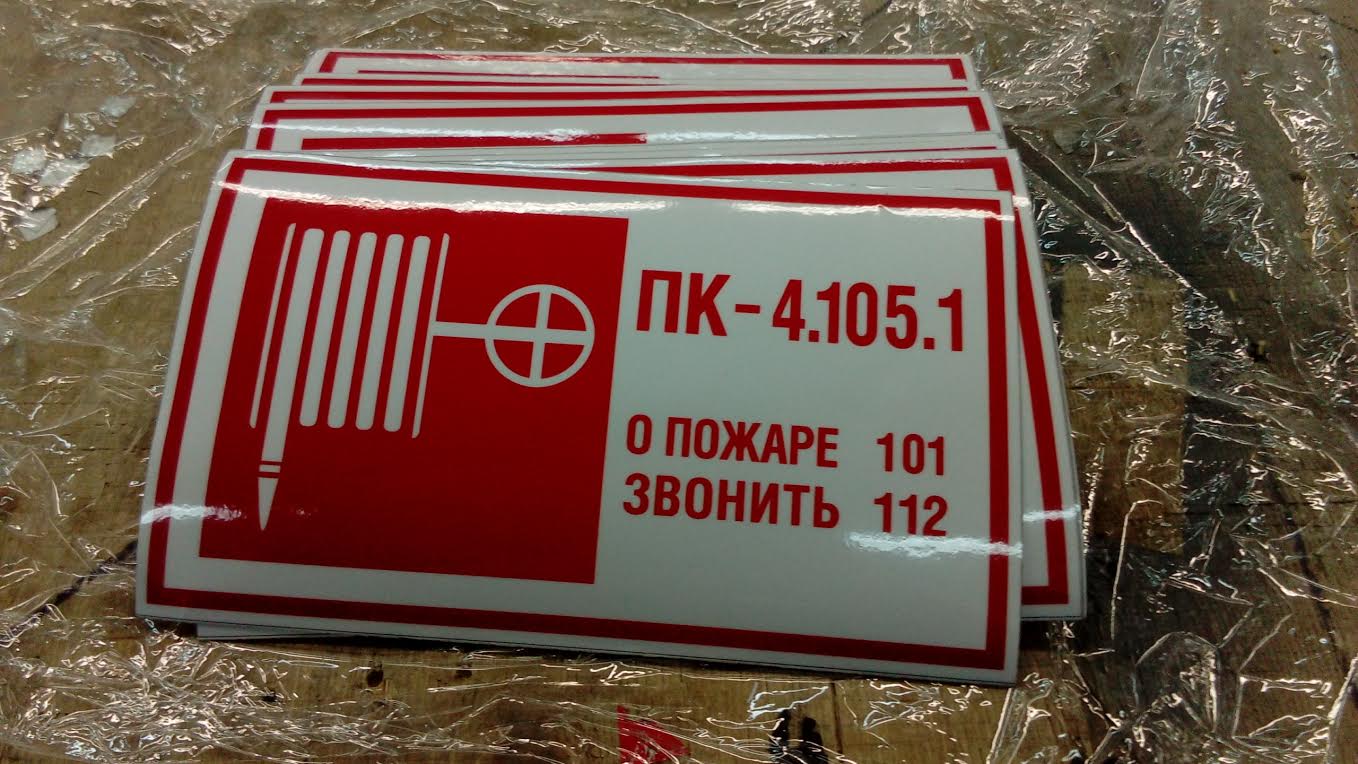 ПК-4.105.1
О ПОЖАРЕ 101
ЗВОНИТЬ 112